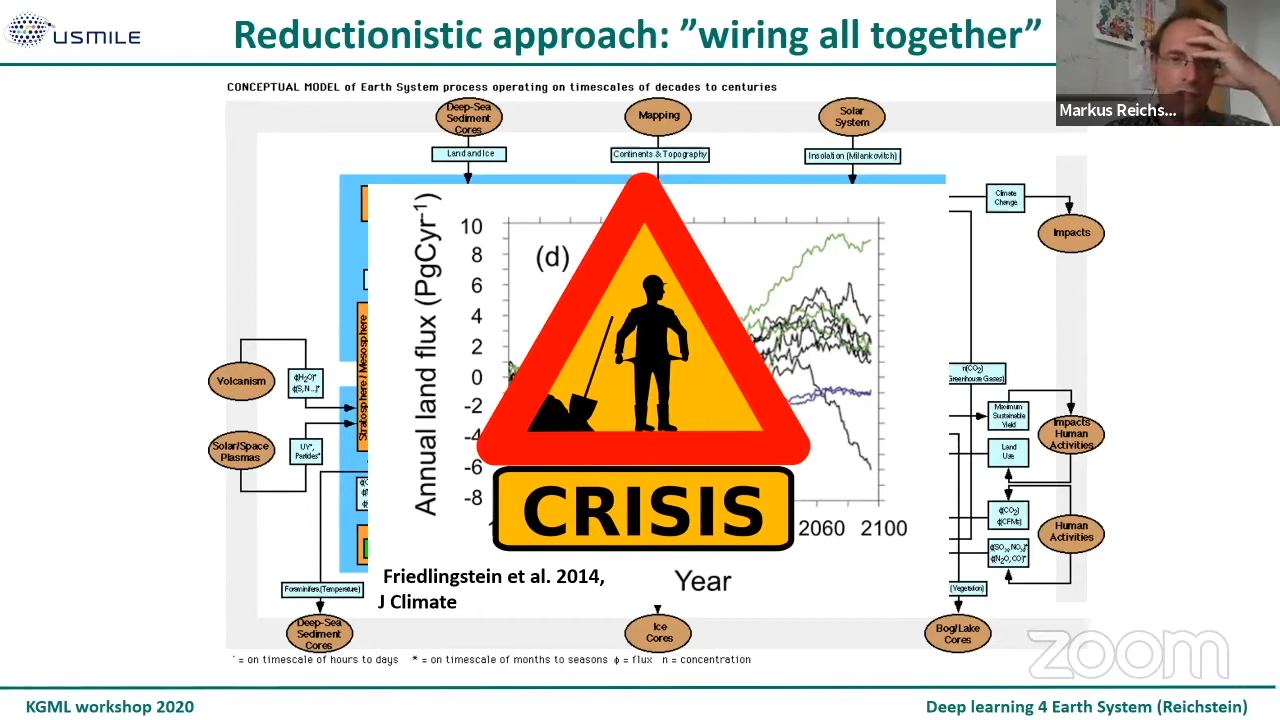 USMILE
Reductionistic approach: ”wiring all together”
Markus Reichs...
CONCEPTUAL MODEL of Earth System process operating on timescales of decades to centuries
Deep-Sea
Sediment
Cores
Mapping
Solar
System
Land and Ice
Continents & Topography
Insolation (Milankovitch)
Climate
Change
Impacts
Annual land flux (PgCyr-1)
10
8
6
4
2
0
-2
-4
-6
-8
(d)
2060
2100
Year
CRISIS
Stratosphere / Mesosphere
Volcanism
ϕ(H2O)*
ϕ(S,N...)*
Solar/Space
Plasmas
UV*,
Particles*
n(CO2)
Greenhouse Gases)
Maximum
Sustainable
Yield
Impacts
Human
Activities
Land
Use
ϕ(CO2)
ϕ(CFMs)
Human
Activities
ϕ(SOx, NOx)*
ϕ(N2O, CO)*
Friedlingstein et al. 2014,
J Climate
Foraminifera (Temperature)
(Vegetation)
Deep-Sea
Sediment
Cores
Ice
Cores
Bog/Lake
Cores
= on timescale of hours to days * = on timescale of months to seasons ϕ = flux n = concentration
zoom
KGML workshop 2020
Deep learning 4 Earth System (Reichstein)